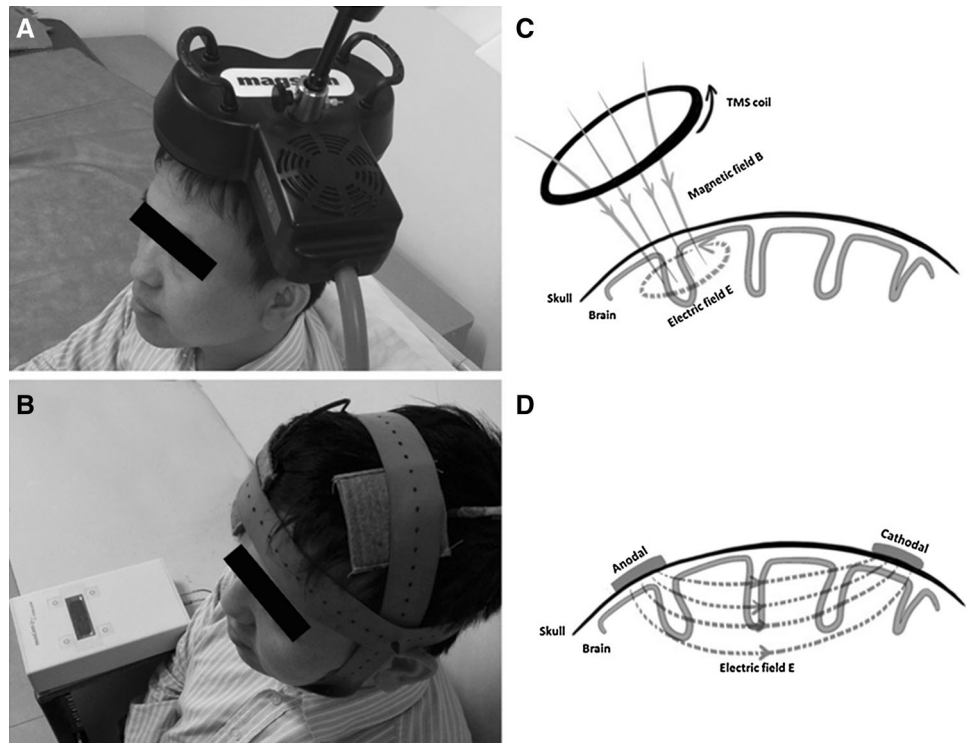 A
magstim
C
TMS coil
Magnetic field B
Skull
Brain
Electric field E
B
D
Anodal
Cathodal
Skull
Brain
Electric field E